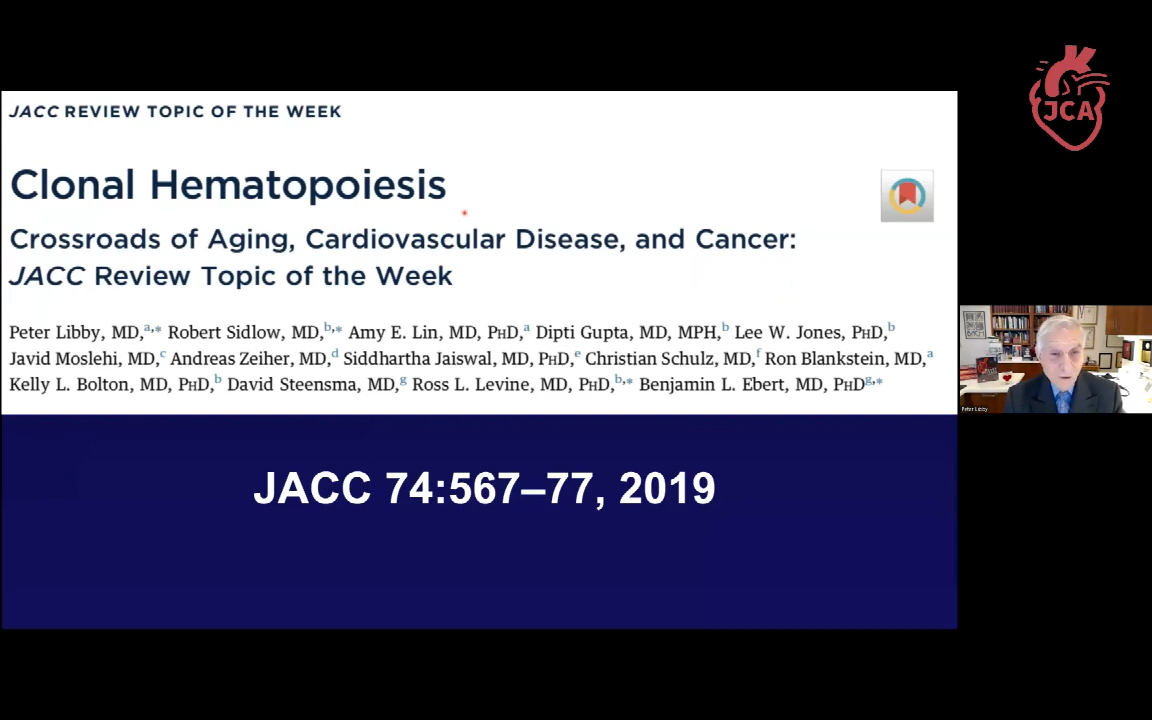 JACC REVIEW TOPIC OF THE WEEK
Clonal Hematopoiesis
Crossroads of Aging, Cardiovascular Disease, and Cancer:
JACC Review Topic of the Week
Peter Libby, MD,a,* Robert Sidlow, MD,b,* Amy E. Lin, MD, PHD,a Dipti Gupta, MD, MPH,b Lee W. Jones, PHD,b
Javid Moslehi, MD,c Andreas Zeiher, MD,d Siddhartha Jaiswal, MD, PHD,e Christian Schulz, MD,f Ron Blankstein, MD,a
Kelly L. Bolton, MD, PHD,b David Steensma, MD,g Ross L. Levine, MD, PHD,b,* Benjamin L. Ebert, MD, PHDg,*
JACC 74:567–77, 2019
JCA
Peter Libby